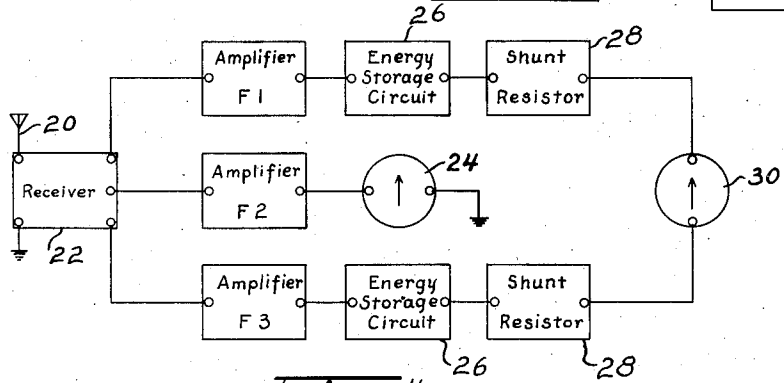 26
28
Amplifier
F1
Energy
Storage
Circuit
Shunt
Resistor
20
Receiver
22
Amplifier
F2
24
30
Amplifier
F3
Energy
Storage
Circuit
Shunt
Resistor
26
28